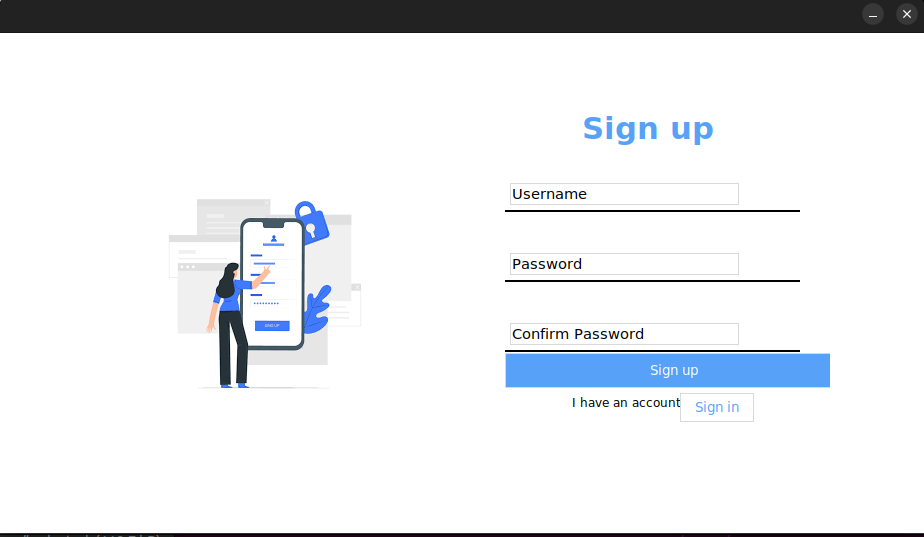 Sign up
Username
Password
Confirm Password
Sign up
I have an account
Sign in
SIGN UP